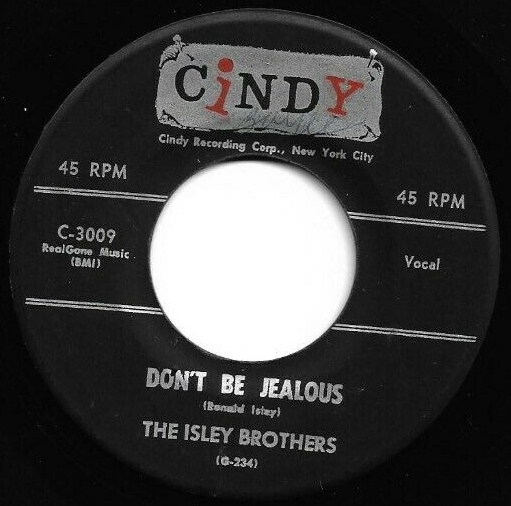 CiNDY
Cindy Recording Corp., New York City
45 RPM
45 RPM
C-3009
RealGone Music
(BMI)
Vocal
DON'T BE JEALOUS
(Ronald Isley)
THE ISLEY BROTHERS
(G-234)